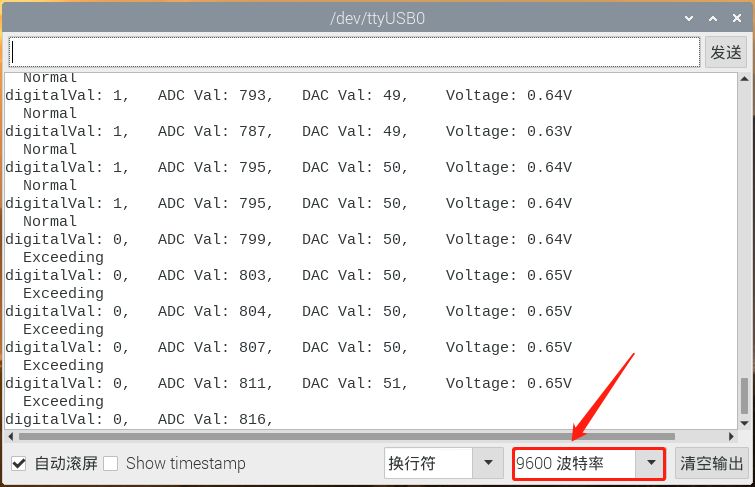 /dev/ttyUSB0
发送
Normal
digitalVal: 1,   ADC Val: 793,   DAC Val: 49,    Voltage: 0.64V
Normal
digitalVal: 1,   ADC Val: 787,   DAC Val: 49,    Voltage: 0.63V
Normal
digitalVal: 1,   ADC Val: 795,   DAC Val: 50,    Voltage: 0.64V
Normal
digitalVal: 1,   ADC Val: 795,   DAC Val: 50,    Voltage: 0.64V
Normal
digitalVal: 0,   ADC Val: 799,   DAC Val: 50,    Voltage: 0.64V
Exceeding
digitalVal: 0,   ADC Val: 803,   DAC Val: 50,    Voltage: 0.65V
Exceeding
digitalVal: 0,   ADC Val: 804,   DAC Val: 50,    Voltage: 0.65V
Exceeding
digitalVal: 0,   ADC Val: 807,   DAC Val: 50,    Voltage: 0.65V
Exceeding
digitalVal: 0,   ADC Val: 811,   DAC Val: 51,    Voltage: 0.65V
Exceeding
digitalVal: 0,   ADC Val: 816,
自动滚屏 Show timestamp 换行符 9600 波特率 清空输出